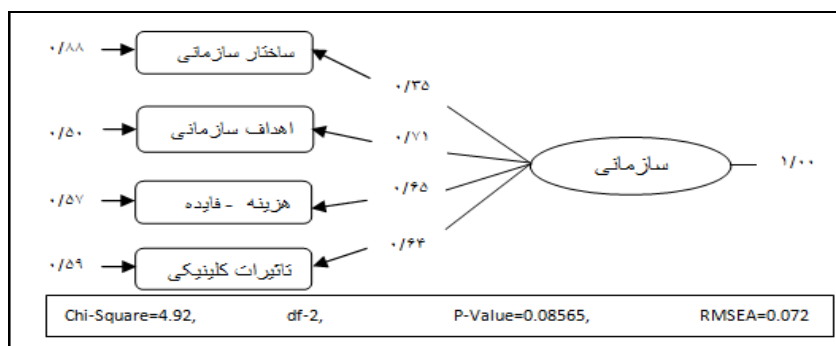 ۰/۸۸ ساختار سازمانی
۰/۳۵
۰/۵۰ اهداف سازمانی
۰/۷۱
سازمانی ۱/۰۰
۰/۵۷ هزینه - فایده
۰/۶۵
۰/۶۴
۰/۵۹ تاثیرات کلینیکی
Chi-Square=4.92, df-2, P-Value=0.08565, RMSEA=0.072